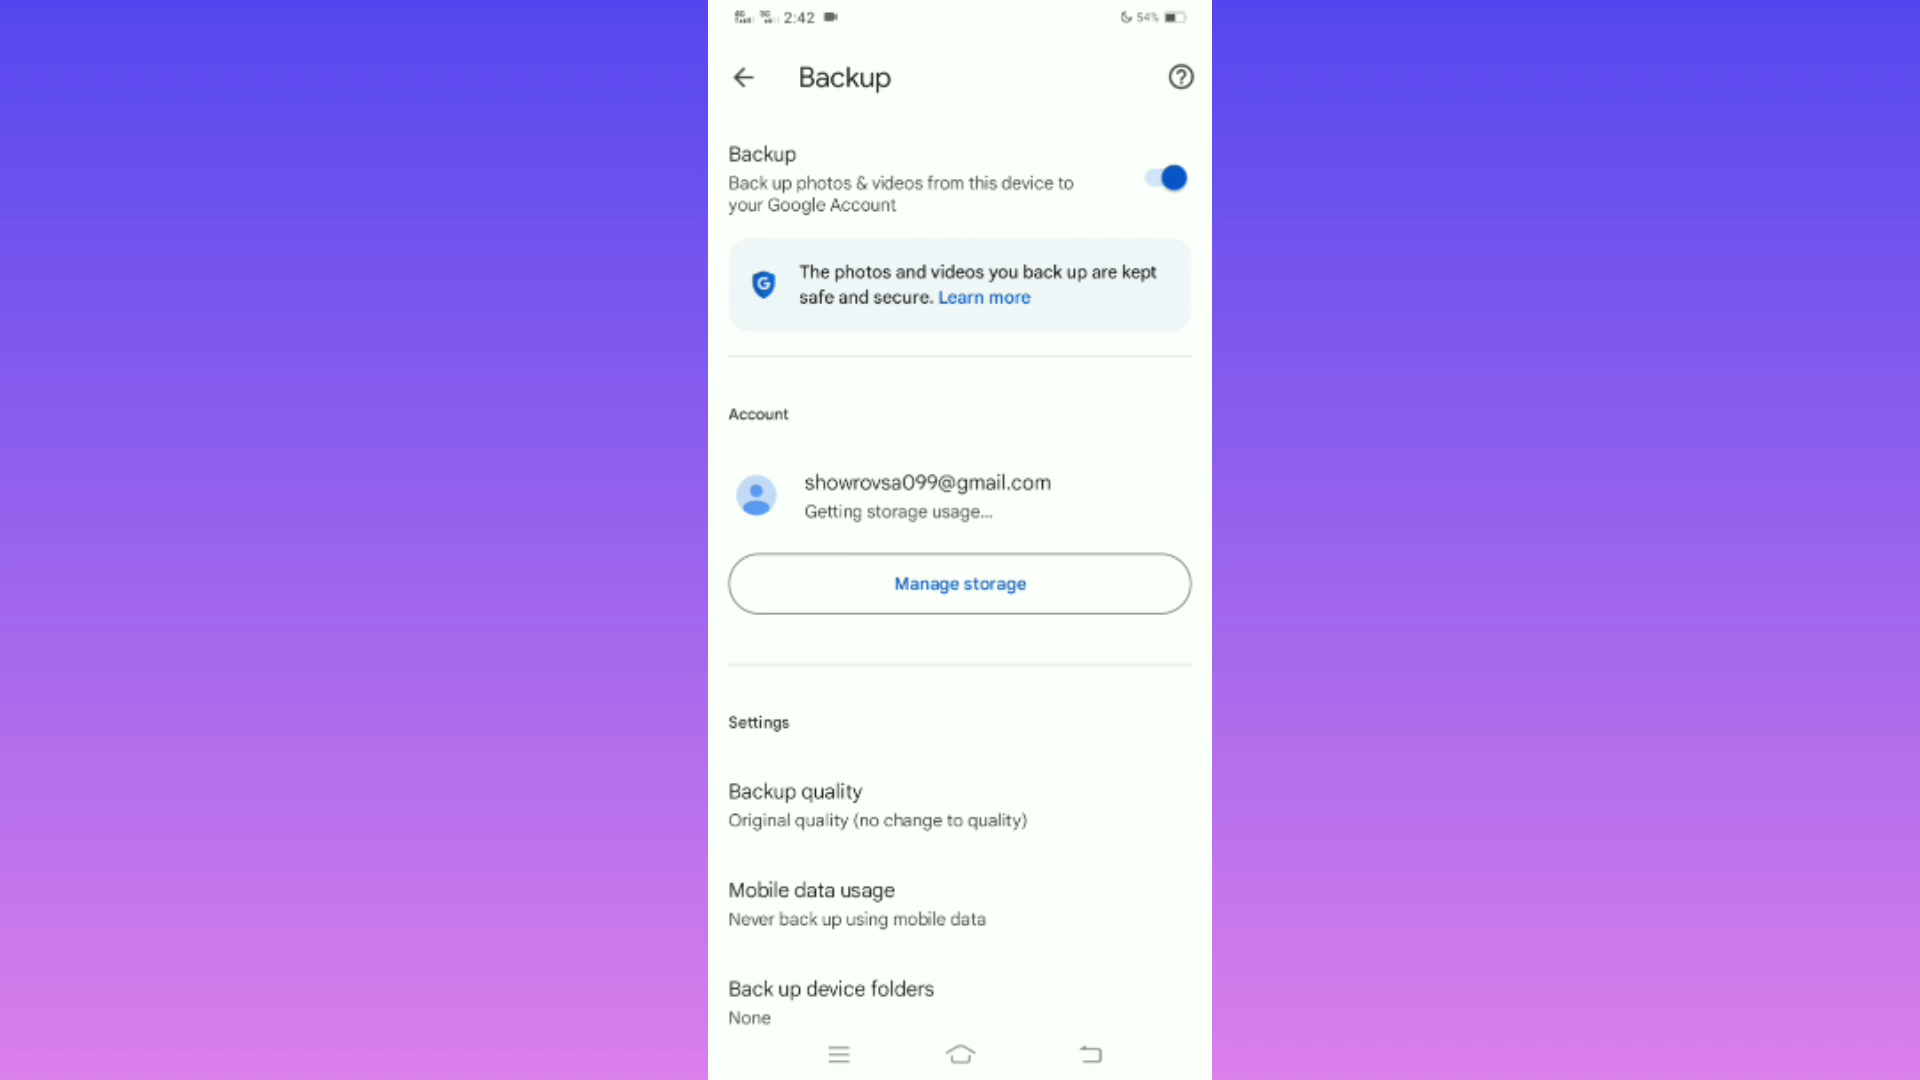 2:42
54%
Backup
Backup
Back up photos & videos from this device to
your Google Account
The photos and videos you back up are kept
safe and secure. Learn more
Account
showrovsa099@gmail.com
Getting storage usage...
Manage storage
Settings
Backup quality
Original quality (no change to quality)
Mobile data usage
Never back up using mobile data
Back up device folders
None